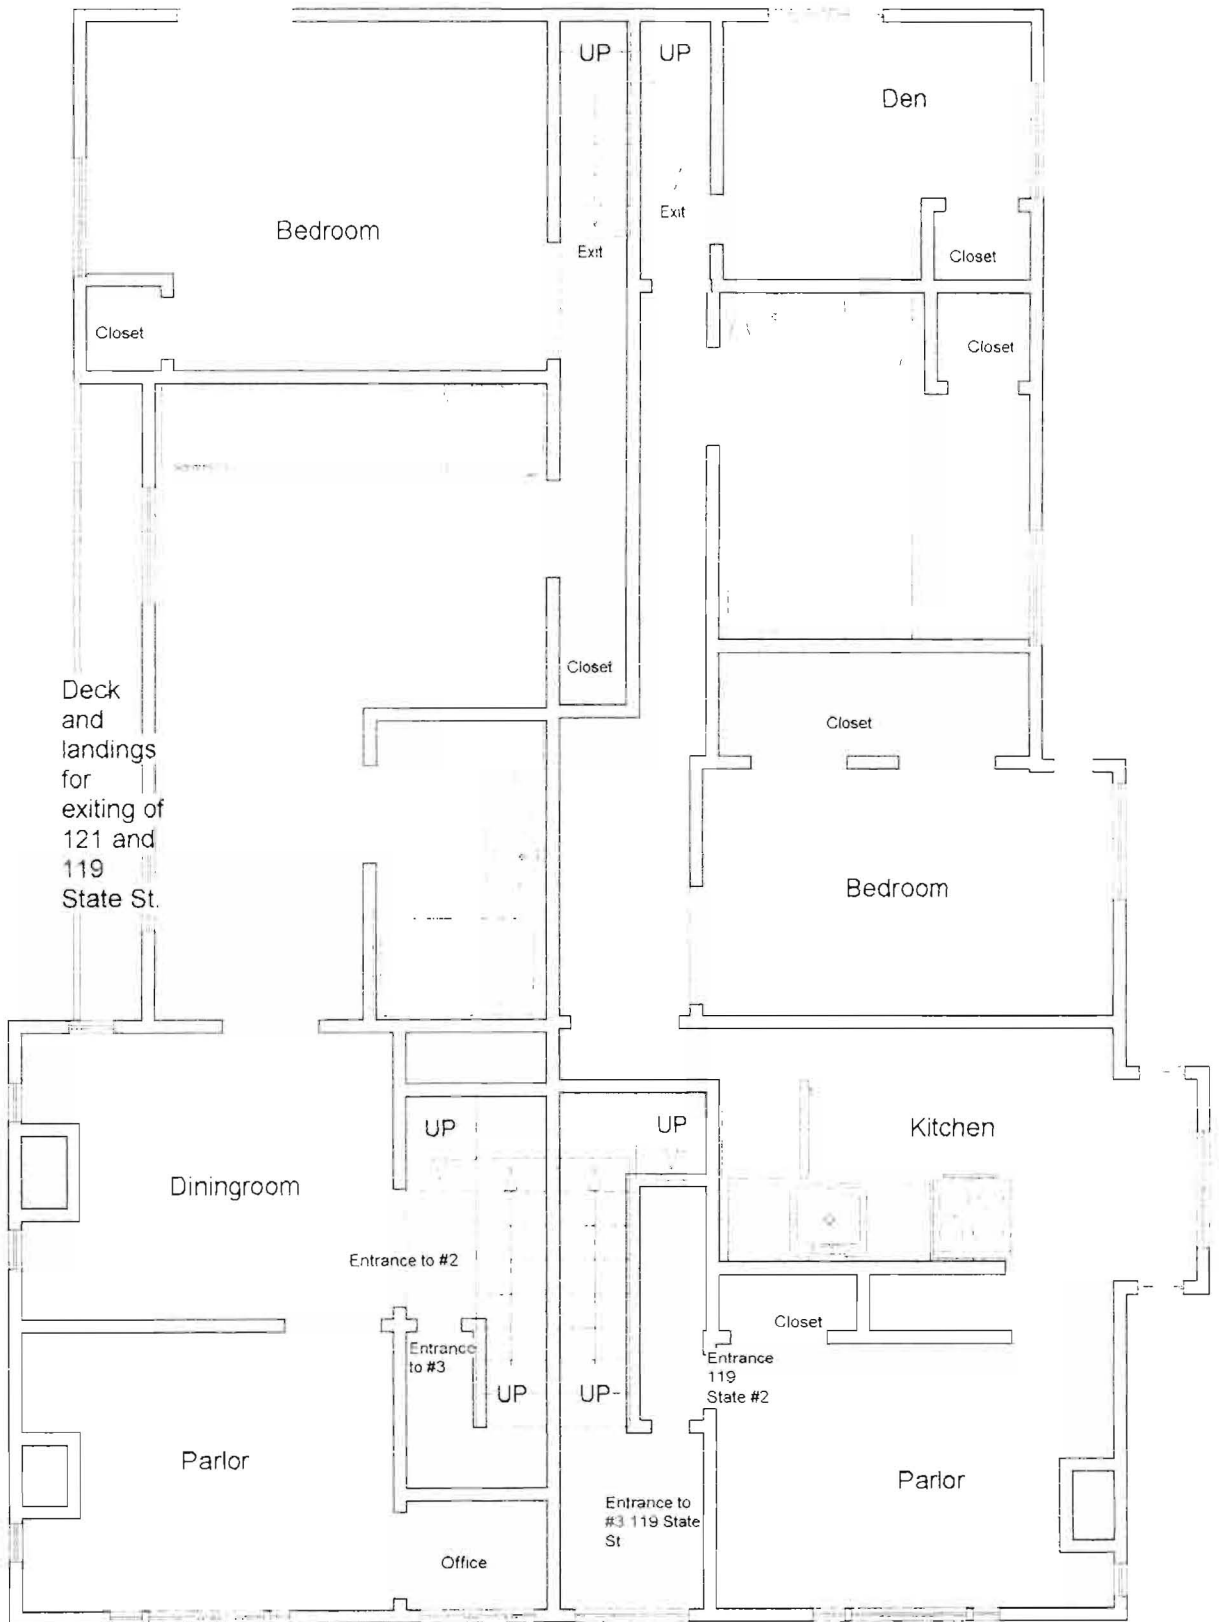 UP
UP
Den
Bedroom
Exit
Exit
Closet
Closet
Closet
Closet
Deck
and
landings
for
exiting of
121 and
119
State St.
Closet
Bedroom
UP
UP
Kitchen
Diningroom
Entrance to #2
Entrance
to #3
Closet
Entrance
119
State #2
UP
UP
Parlor
Parlor
Entrance to
#3 119 State
St
Office